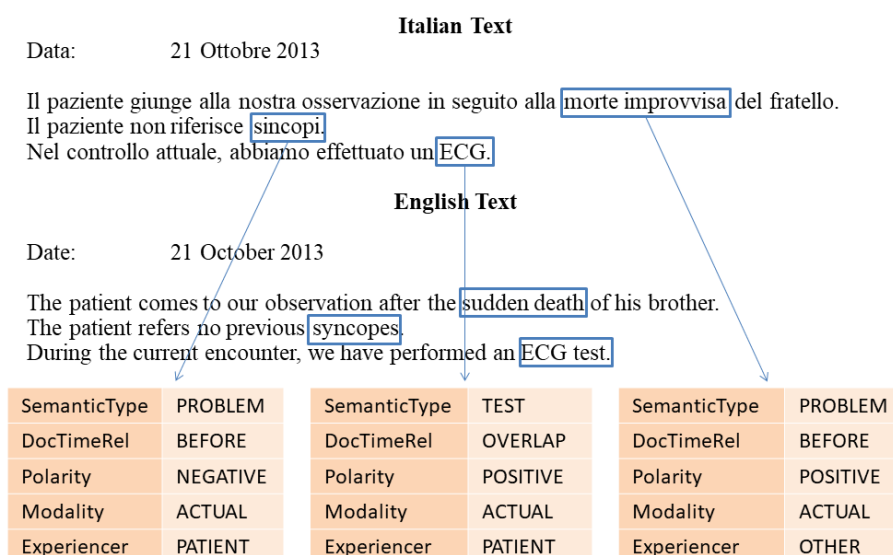 Italian Text
Data: 21 Ottobre 2013
Il paziente giunge alla nostra osservazione in seguito alla morte improvvisa del fratello.
Il paziente non riferisce sincopi.
Nel controllo attuale, abbiamo effettuato un ECG.
English Text
Date: 21 October 2013
The patient comes to our observation after the sudden death of his brother.
The patient refers no previous syncopes.
During the current encounter, we have performed an ECG test.
SemanticType PROBLEM
DocTimeRel BEFORE
Polarity NEGATIVE
Modality ACTUAL
Experiencer PATIENT
SemanticType TEST
DocTimeRel OVERLAP
Polarity POSITIVE
Modality ACTUAL
Experiencer PATIENT
SemanticType PROBLEM
DocTimeRel BEFORE
Polarity POSITIVE
Modality ACTUAL
Experiencer OTHER